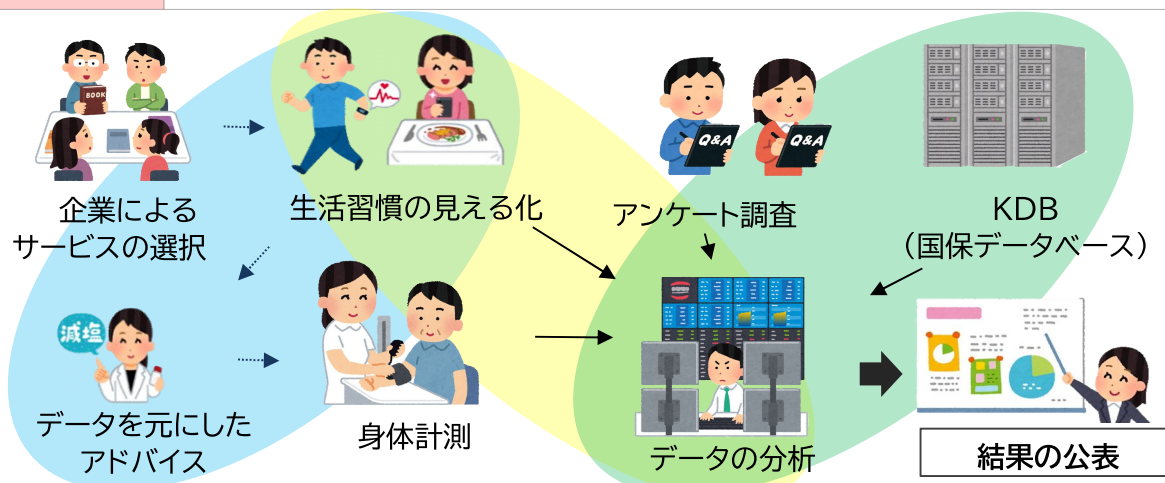 BOOK
企業による
サービスの選択
生活習慣の見える化
Q&A
Q&A
アンケート調査
KDB
（国保データベース）
減塩
データを元にした
アドバイス
身体計測
データの分析
結果の公表